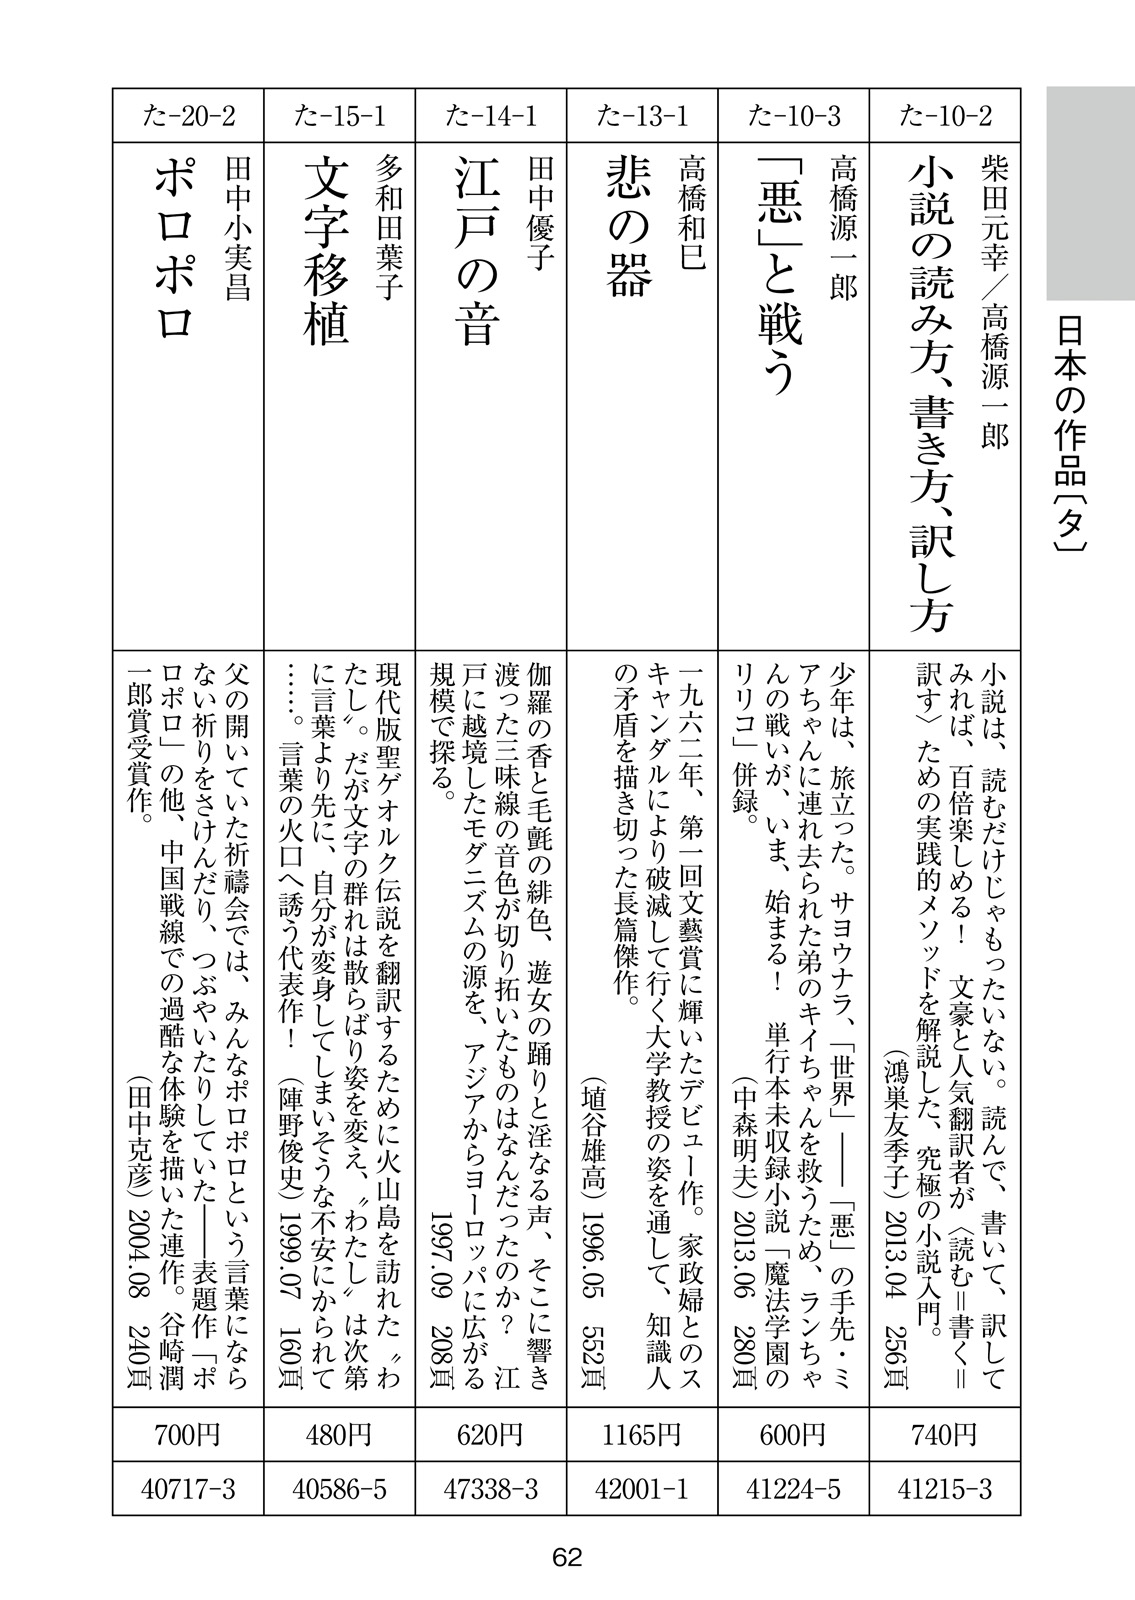 日本の作品〔タ〕
た-10-2
柴田元幸／高橋源一郎
小説の読み方、書き方、訳し方
小説は、読むだけじゃもったいない。読んで、書いて、訳して
みれば、百倍楽しめる！　文豪と人気翻訳者が〈読む＝書く＝
訳す〉ための実践的メソッドを解説した、究極の小説入門。
（鴻巣友季子）2013.04　256頁
740円
41215-3
た-10-3
高橋源一郎
「悪」と戦う
少年は、旅立った。サヨウナラ、「世界」――「悪」の手先・ミ
アちゃんに連れ去られた弟のキイちゃんを救うため、ランちゃ
んの戦いが、いま、始まる！　単行本未収録小説「魔法学園の
リリコ」併録。
（中森明夫）2013.06　280頁
600円
41224-5
た-13-1
高橋和巳
悲の器
一九六二年、第一回文藝賞に輝いたデビュー作。家政婦とのス
キャンダルにより破滅して行く大学教授の姿を通して、知識人
の矛盾を描き切った長篇傑作。
（埴谷雄高）1996.05　552頁
1165円
42001-1
た-14-1
田中優子
江戸の音
伽羅の香と毛氈の緋色、遊女の踊りと淫なる声、そこに響き
渡った三味線の音色が切り拓いたものはなんだったのか？　江
戸に越境したモダニズムの源を、アジアからヨーロッパに広がる
規模で探る。
1997.09　208頁
620円
47338-3
た-15-1
多和田葉子
文字移植
現代版聖ゲオルク伝説を翻訳するために火山島を訪れた〝わ
たし〟。だが文字の群れは散らばり姿を変え、〝わたし〟は次第
に言葉より先に、自分が変身してしまいそうな不安にかられて
……。言葉の火口へ誘う代表作！　（陣野俊史）1999.07　160頁
480円
40586-5
た-20-2
田中小実昌
ポロポロ
父の開いていた祈禱会では、みんなポロポロという言葉になら
ない祈りをさけんだり、つぶやいたりしていた――表題作「ポ
ロポロ」の他、中国戦線での過酷な体験を描いた連作。谷崎潤
一郎賞受賞作。
（田中克彦）2004.08　240頁
700円
40717-3
62